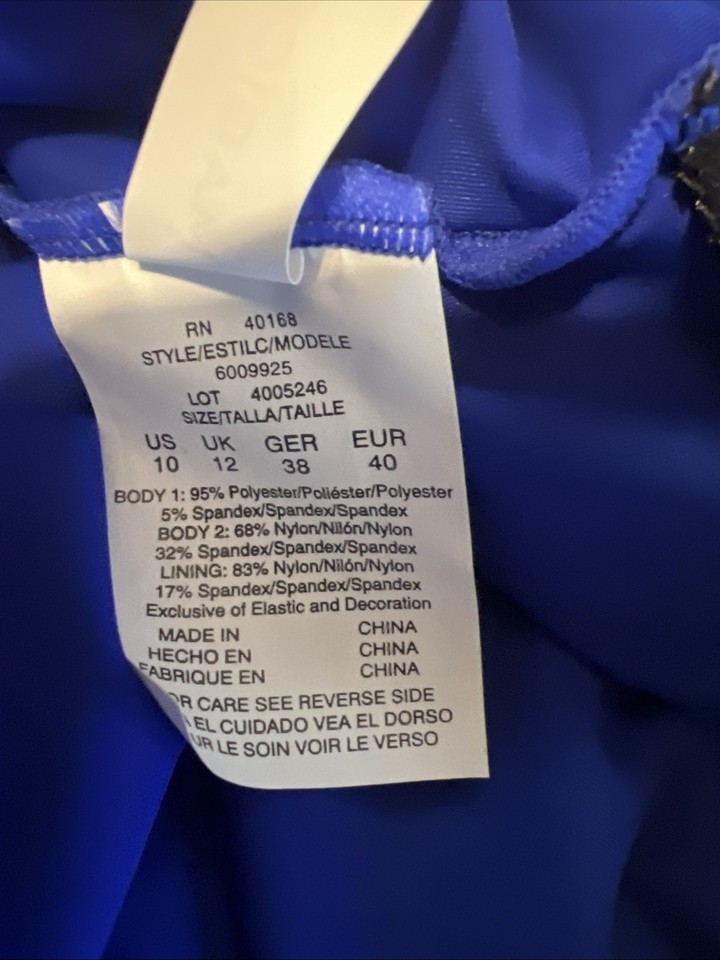 RN 40168
STYLE/ESTILC/MODELE
6009925
LOT 4005246
SIZE/TALLA/TAILLE
US UK GER EUR
10 12 38 40
BODY 1: 95% Polyester/Poliéster/Polyester
5% Spandex/Spandex/Spandex
BODY 2: 68% Nylon/Nilón/Nylon
32% Spandex/Spandex/Spandex
LINING: 83% Nylon/Nilón/Nylon
17% Spandex/Spandex/Spandex
Exclusive of Elastic and Decoration
MADE IN CHINA
HECHO EN CHINA
FABRIQUE EN CHINA
OR CARE SEE REVERSE SIDE
EL CUIDADO VEA EL DORSO
UR LE SOIN VOIR LE VERSO